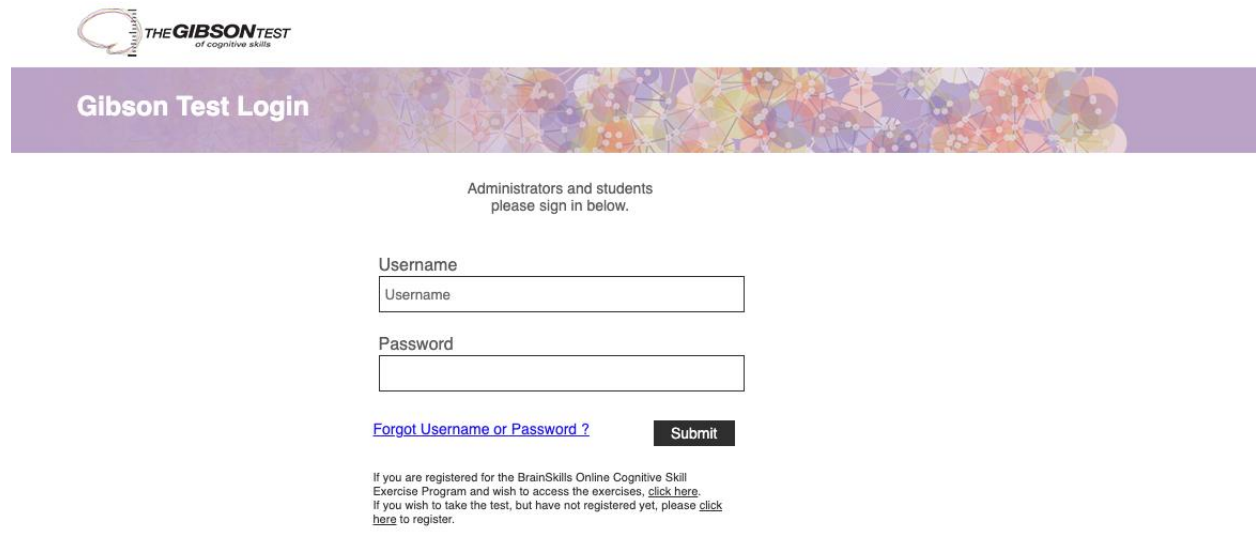 THE GIBSON TEST
of cognitive skills
Gibson Test Login
Administrators and students
please sign in below.
Username
Username
Password
Forgot Username or Password ?
Submit
If you are registered for the BrainSkills Online Cognitive Skill
Exercise Program and wish to access the exercises, click here.
If you wish to take the test, but have not registered yet, please click
here to register.